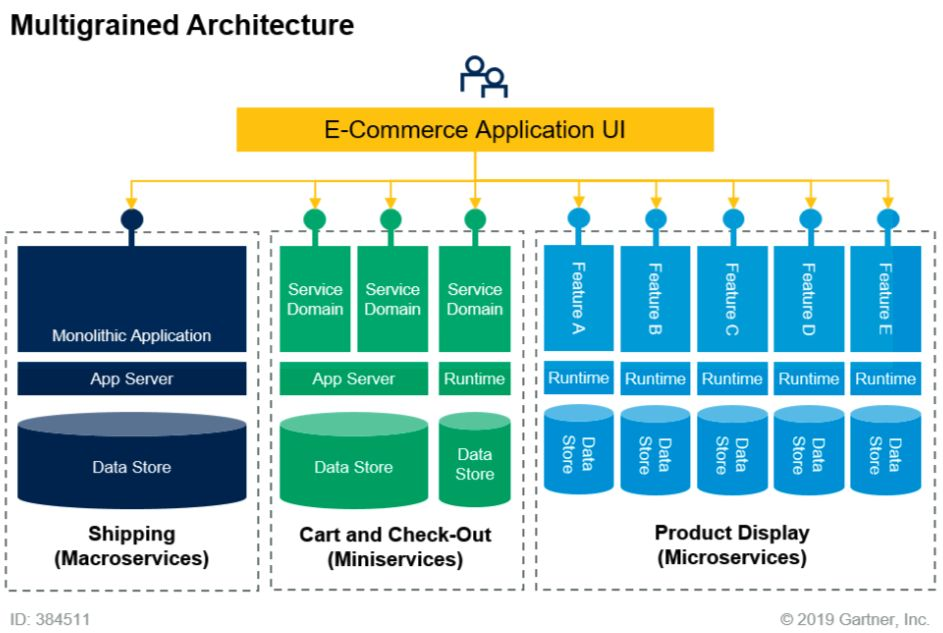 Multigrained Architecture
E-Commerce Application UI
Monolithic Application
App Server
Data Store
Shipping
(Macroservices)
Service
Domain
Service
Domain
Service
Domain
App Server
Runtime
Data Store
Data
Store
Cart and Check-Out
(Miniservices)
Feature A
Feature B
Feature C
Feature D
Feature E
Runtime
Runtime
Runtime
Runtime
Runtime
Data
Store
Data
Store
Data
Store
Data
Store
Data
Store
Product Display
(Microservices)
ID: 384511
© 2019 Gartner, Inc.